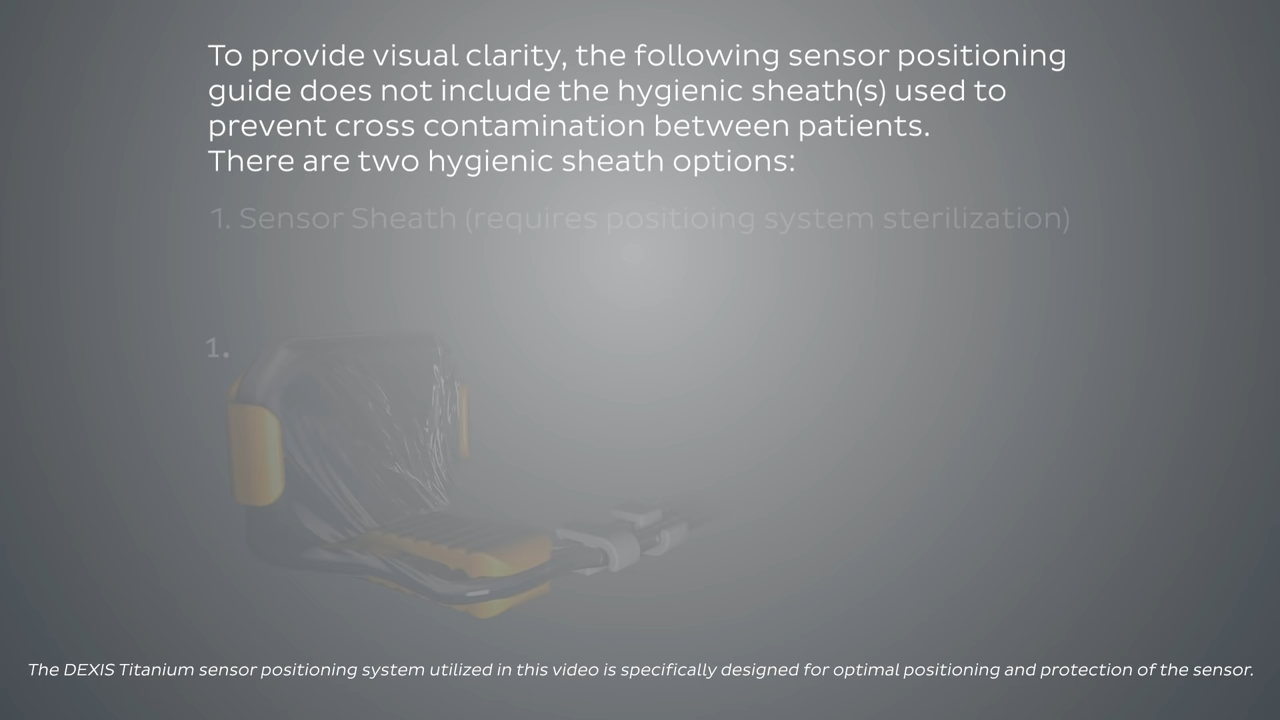 To provide visual clarity, the following sensor positioning
guide does not include the hygienic sheath(s) used to
prevent cross contamination between patients.
There are two hygienic sheath options:
1. Sensor Sheath (requires positioing system sterilization)
1.
The DEXIS Titanium sensor positioning system utilized in this video is specifically designed for optimal positioning and protection of the sensor.